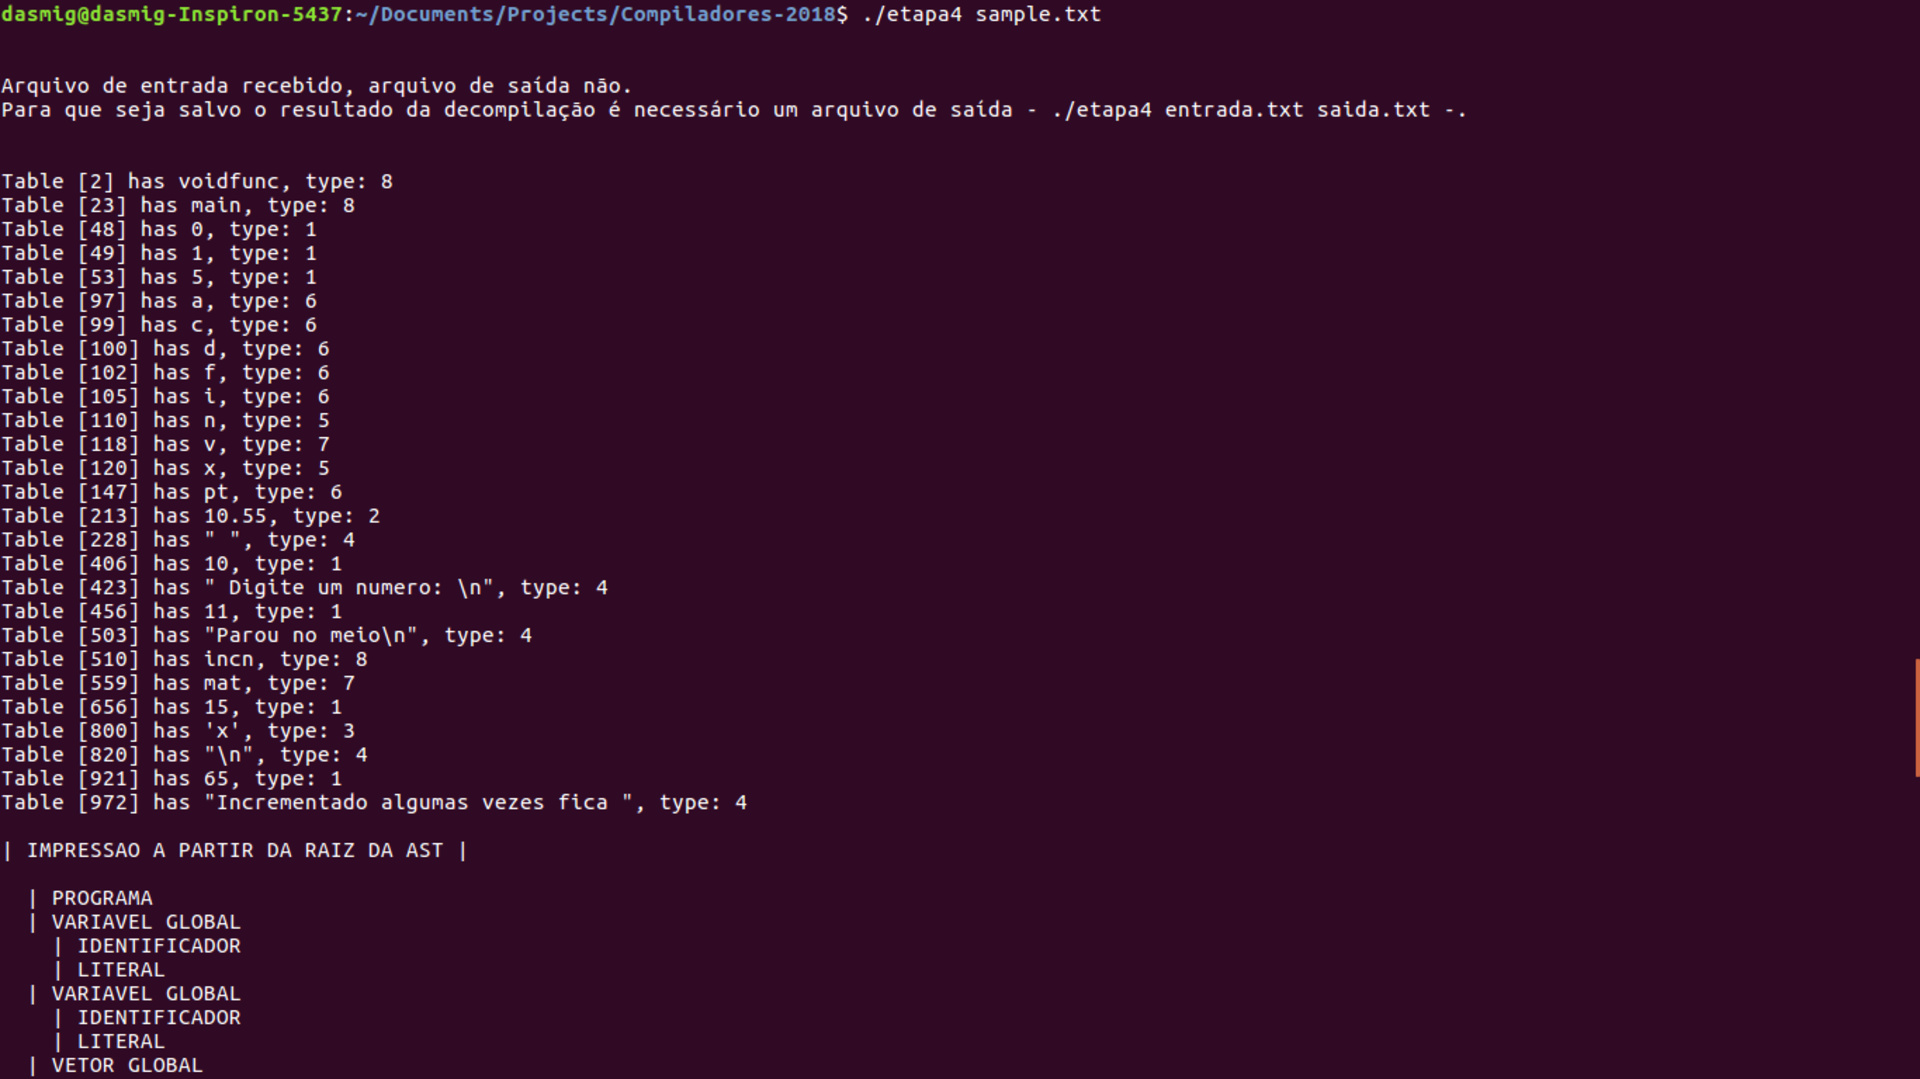 dasmig@dasmig-Inspiron-5437:~/Documents/Projects/Compiladores-2018$ ./etapa4 sample.txt
Arquivo de entrada recebido, arquivo de saída não.
Para que seja salvo o resultado da decompilação é necessário um arquivo de saída - ./etapa4 entrada.txt saida.txt -.
Table [2] has voidfunc, type: 8
Table [23] has main, type: 8
Table [48] has 0, type: 1
Table [49] has 1, type: 1
Table [53] has 5, type: 1
Table [97] has a, type: 6
Table [99] has c, type: 6
Table [100] has d, type: 6
Table [102] has f, type: 6
Table [105] has i, type: 6
Table [110] has n, type: 5
Table [118] has v, type: 7
Table [120] has x, type: 5
Table [147] has pt, type: 6
Table [213] has 10.55, type: 2
Table [228] has " ", type: 4
Table [406] has 10, type: 1
Table [423] has " Digite um numero: \n", type: 4
Table [456] has 11, type: 1
Table [503] has "Parou no meio\n", type: 4
Table [510] has incn, type: 8
Table [559] has mat, type: 7
Table [656] has 15, type: 1
Table [800] has 'x', type: 3
Table [820] has "\n", type: 4
Table [921] has 65, type: 1
Table [972] has "Incrementado algumas vezes fica ", type: 4
| IMPRESSAO A PARTIR DA RAIZ DA AST |
| PROGRAMA
| VARIAVEL GLOBAL
| IDENTIFICADOR
| LITERAL
| VARIAVEL GLOBAL
| IDENTIFICADOR
| LITERAL
| VETOR GLOBAL